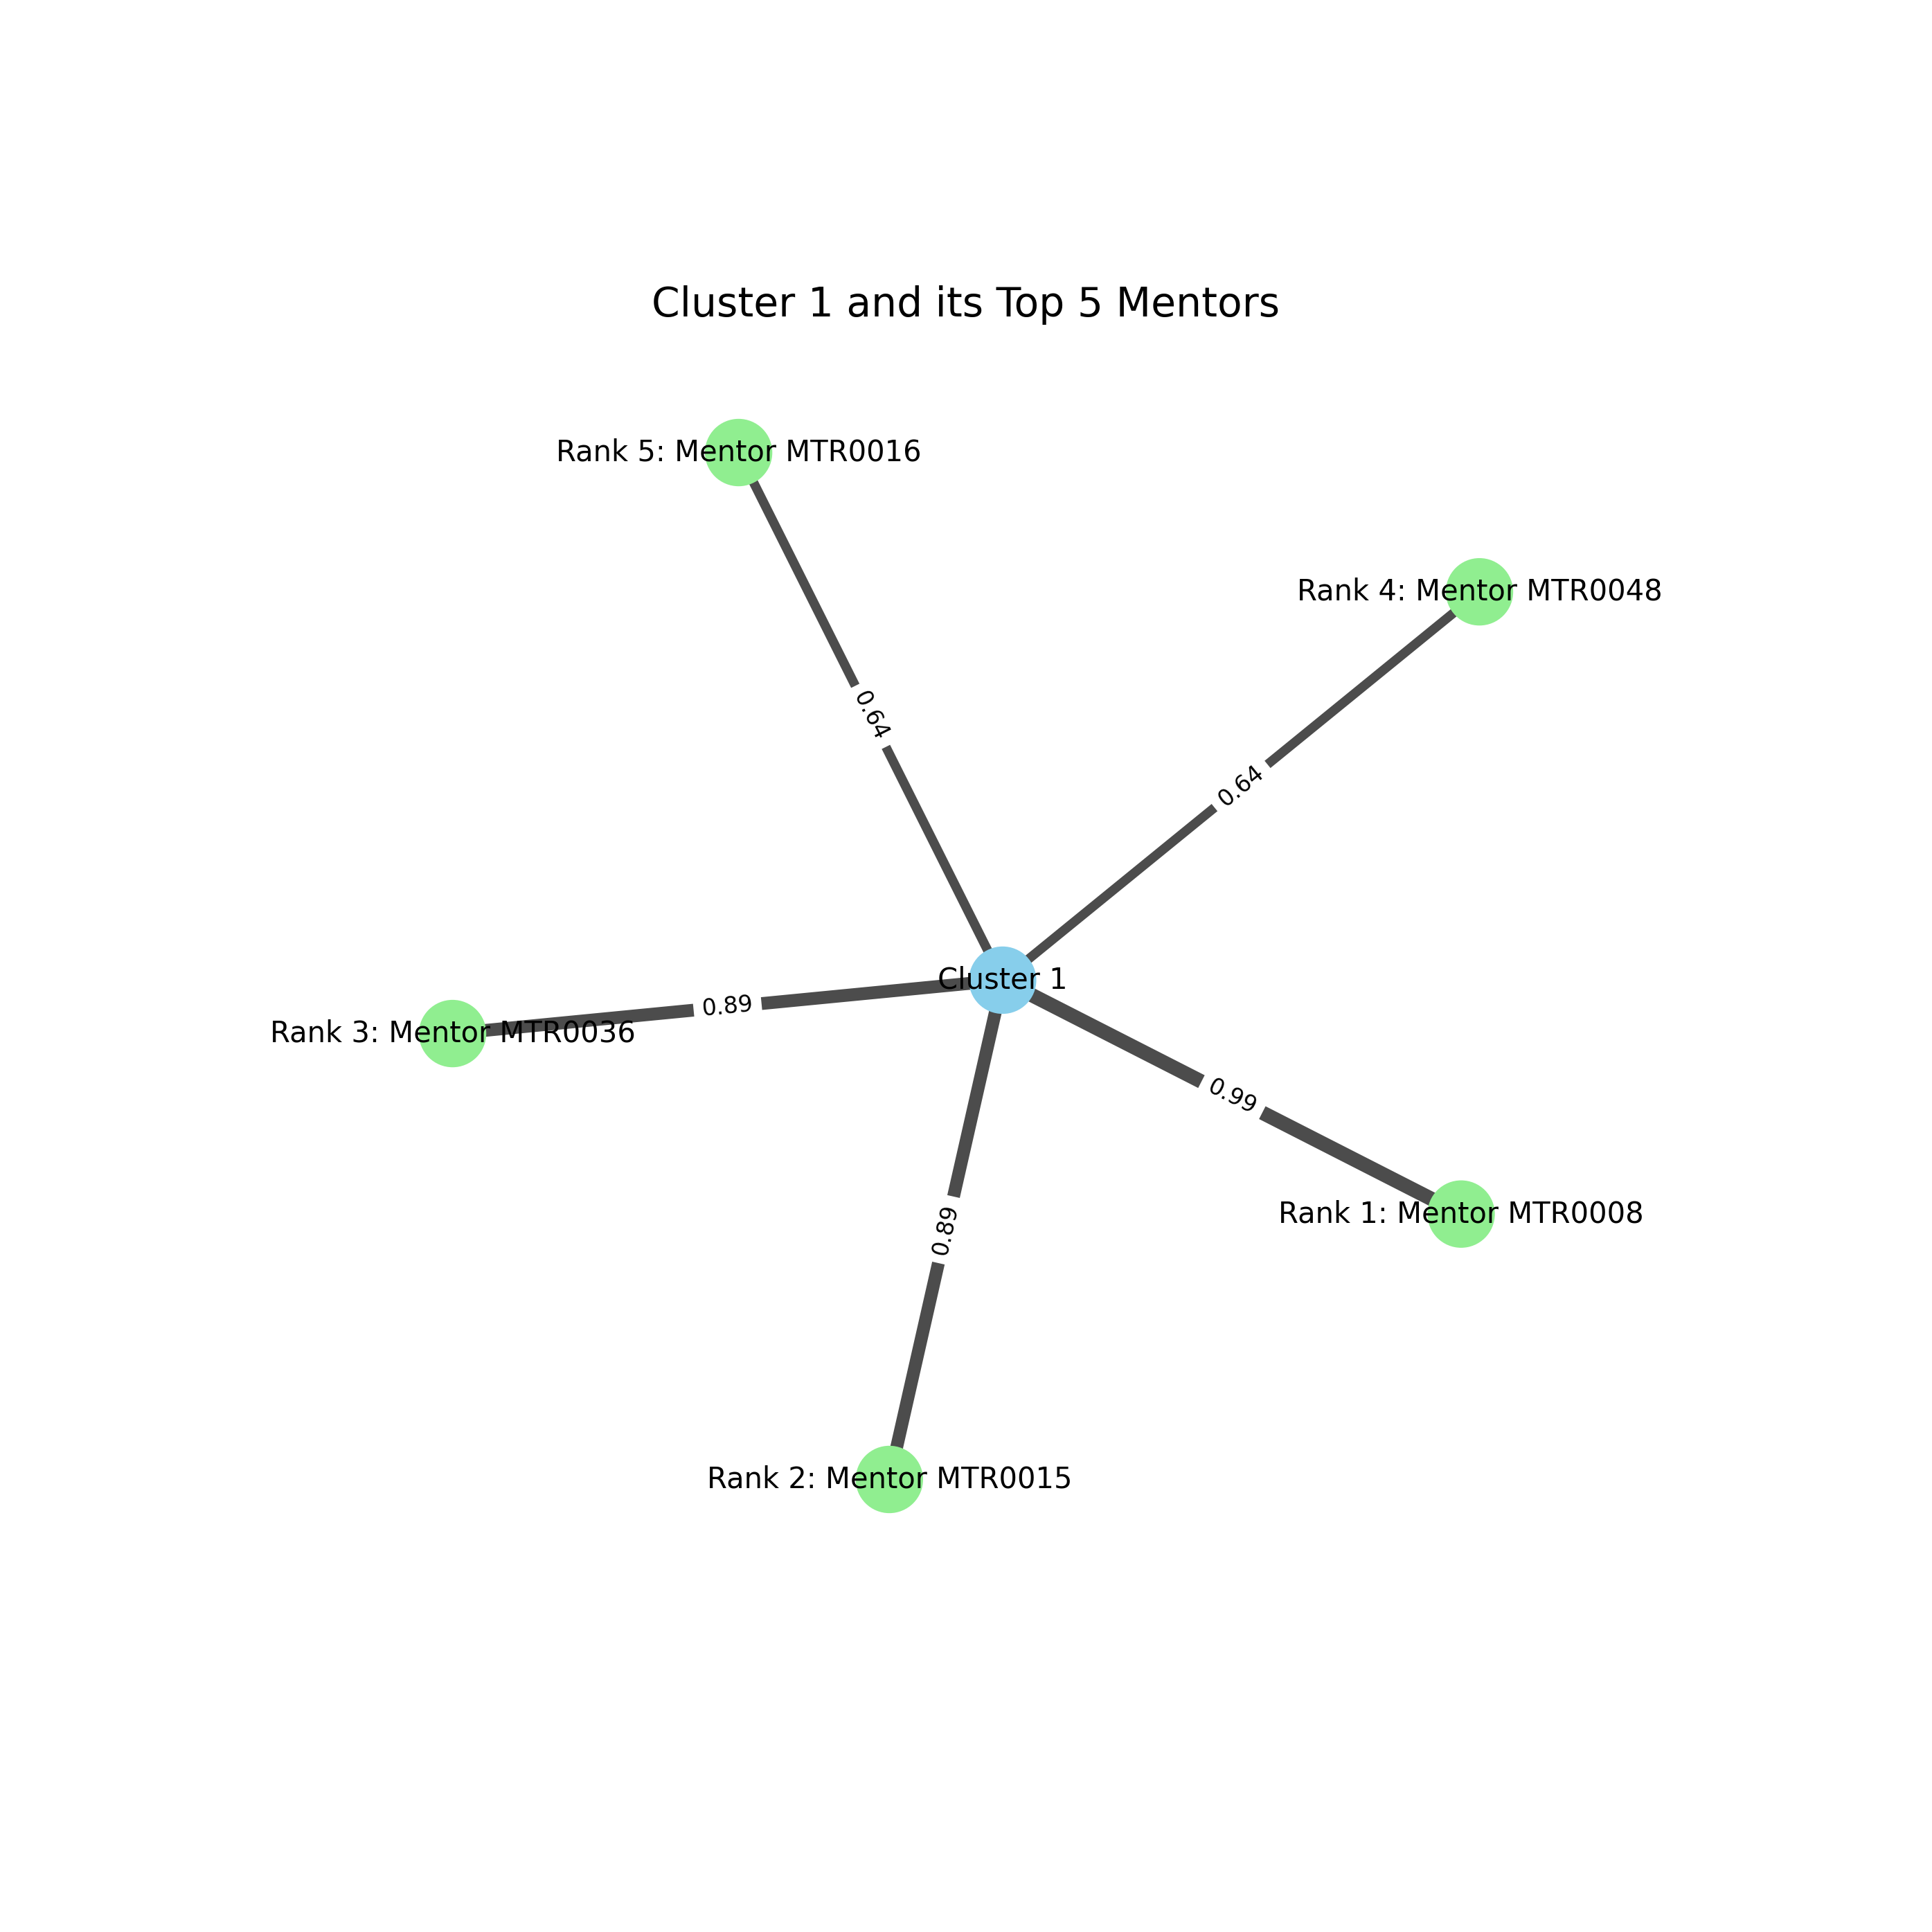 Cluster 1 and its Top 5 Mentors
Rank 5: Mentor MTR0016
Rank 4: Mentor MTR0048
0.64
0.64
Cluster 1
0.89
Rank 3: Mentor MTR0036
0.99
Rank 1: Mentor MTR0008
0.89
Rank 2: Mentor MTR0015